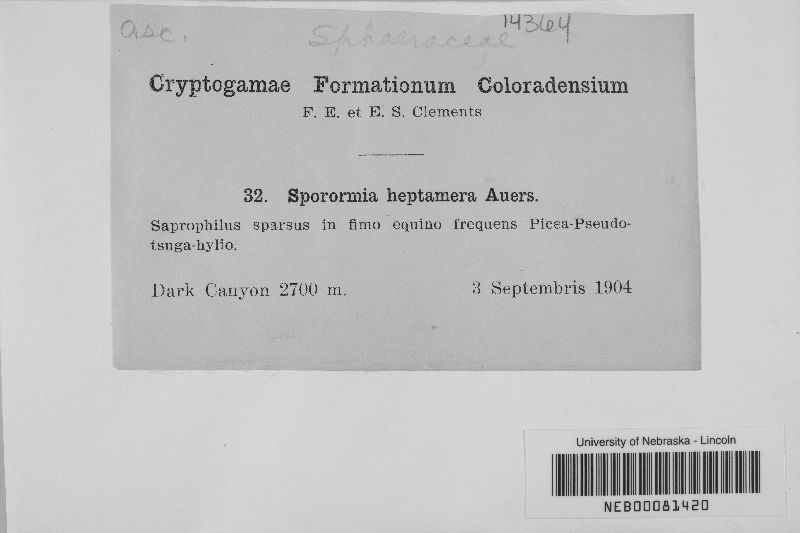 asc. Sphaeraceae 14364
Cryptogamae Formationum Coloradensium
F. E. et E. S. Clements
32. Sporormia heptamera Auers.
Saprophilus sparsus in fimo equino frequens Picea-Pseudo-
tsuga-hylio.
Dark Canyon 2700 m. 3 Septembris 1904
University of Nebraska - Lincoln
NEB00081420